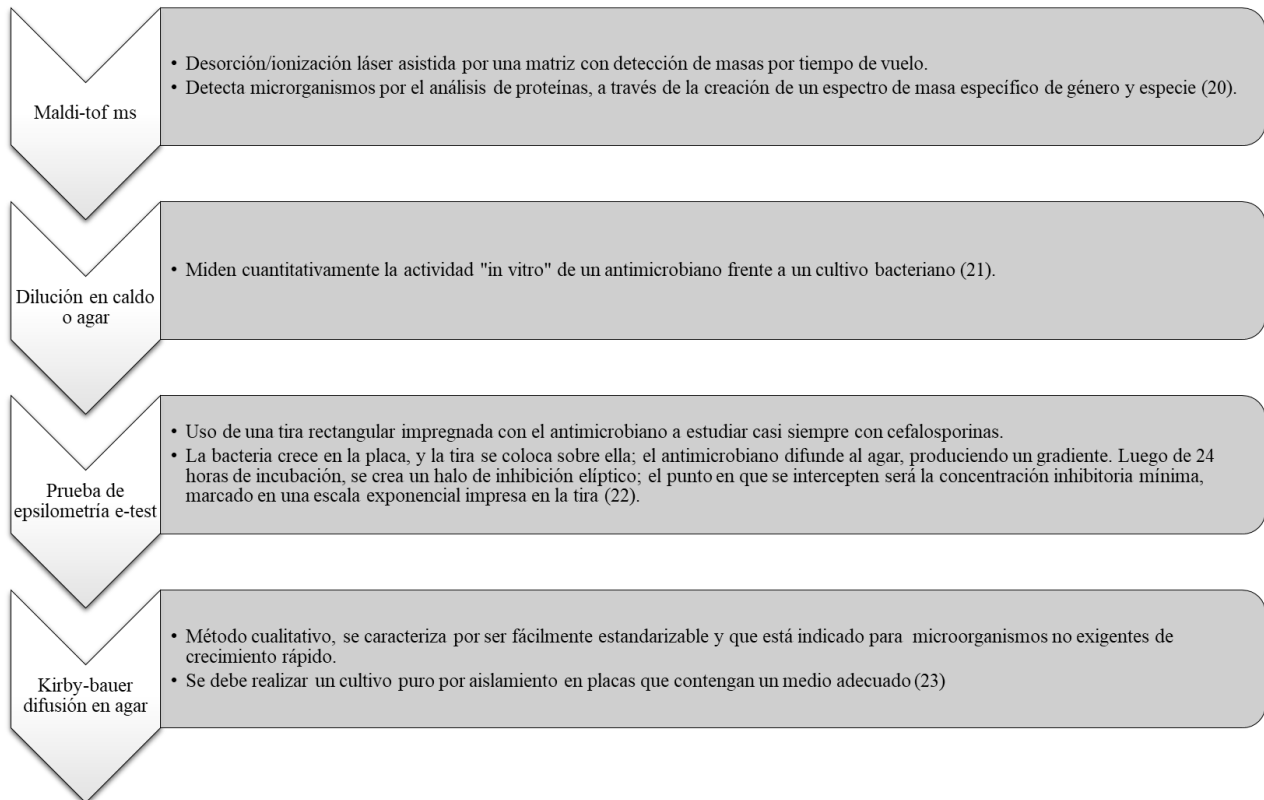 Maldi-tof ms
• Desorción/ionización láser asistida por una matriz con detección de masas por tiempo de vuelo.
• Detecta microrganismos por el análisis de proteínas, a través de la creación de un espectro de masa específico de género y especie (20).
Dilución en caldo
o agar
• Miden cuantitativamente la actividad "in vitro" de un antimicrobiano frente a un cultivo bacteriano (21).
Prueba de
epsilometría e-test
• Uso de una tira rectangular impregnada con el antimicrobiano a estudiar casi siempre con cefalosporinas.
• La bacteria crece en la placa, y la tira se coloca sobre ella; el antimicrobiano difunde al agar, produciendo un gradiente. Luego de 24
horas de incubación, se crea un halo de inhibición elíptico; el punto en que se intercepten será la concentración inhibitoria mínima,
marcado en una escala exponencial impresa en la tira (22).
Kirby-bauer
difusión en agar
• Método cualitativo, se caracteriza por ser fácilmente estandarizable y que está indicado para microorganismos no exigentes de
crecimiento rápido.
• Se debe realizar un cultivo puro por aislamiento en placas que contengan un medio adecuado (23)